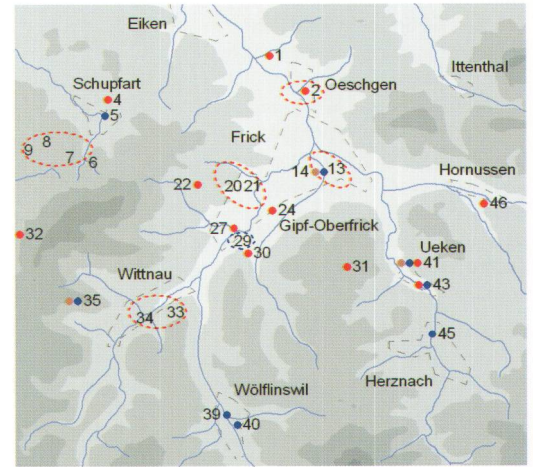 Eiken
1
Ittenthal
Schupfart
4
5
2
Oeschgen
Frick
8
9
7
6
14
13
Hornussen
22
20
21
46
24
27
Gipf-Oberfrick
32
29
30
Ueken
31
41
Wittnau
43
35
34
33
45
Wölflinswil
Herznach
39
40